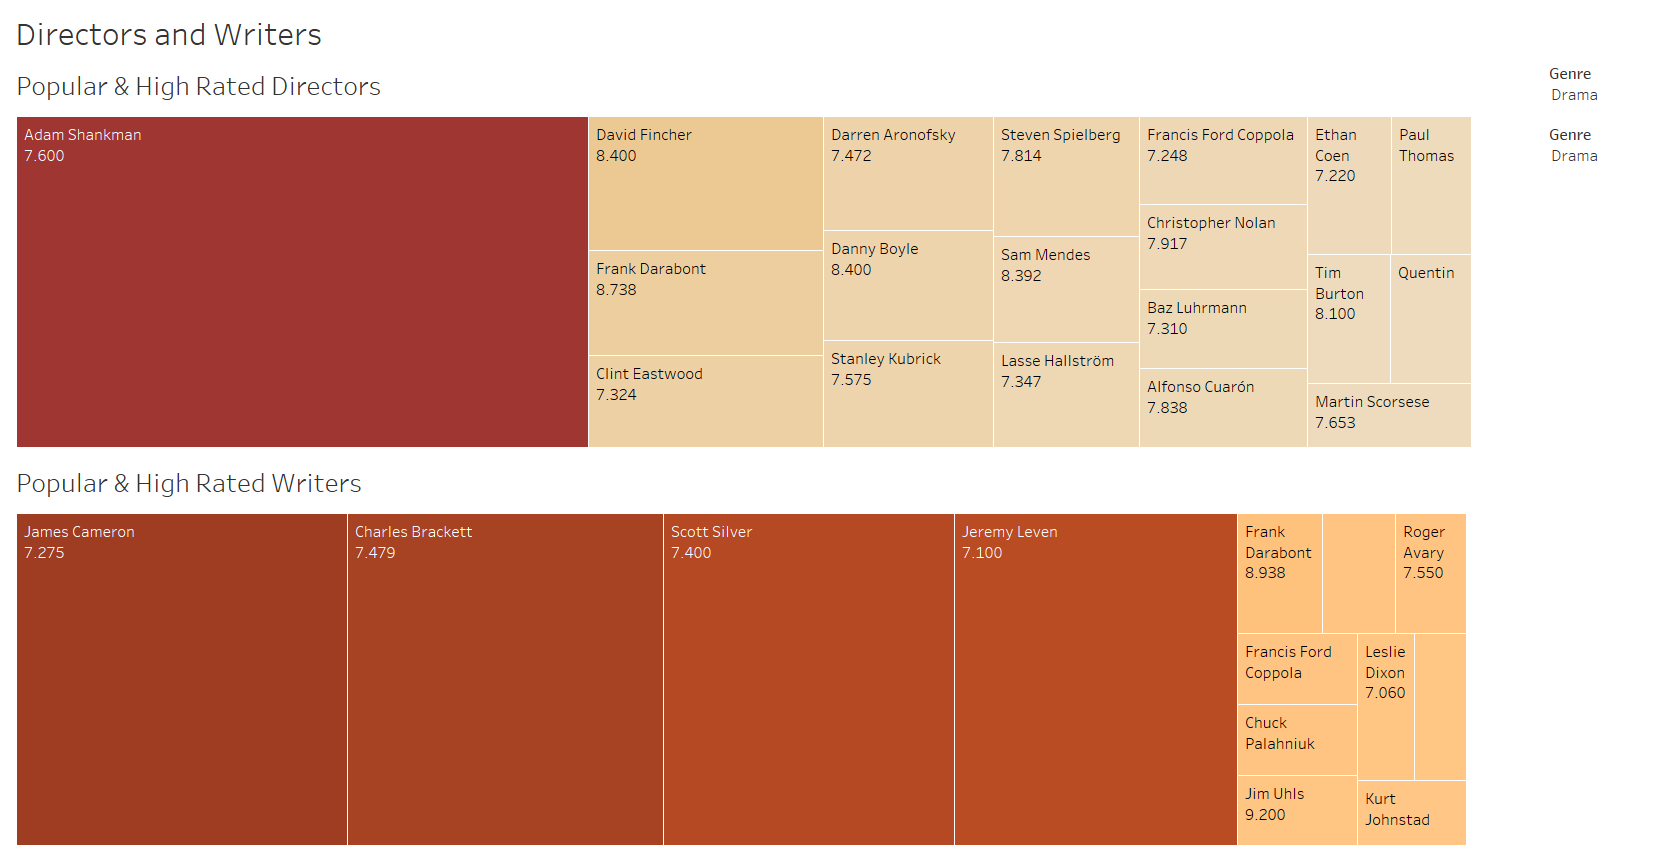 Directors and Writers
Popular & High Rated Directors
Genre
Drama
Genre
Drama
Adam Shankman
7.600
David Fincher
8.400
Frank Darabont
8.738
Clint Eastwood
7.324
Darren Aronofsky
7.472
Danny Boyle
8.400
Stanley Kubrick
7.575
Steven Spielberg
7.814
Sam Mendes
8.392
Lasse Hallström
7.347
Francis Ford Coppola
7.248
Christopher Nolan
7.917
Baz Luhrmann
7.310
Alfonso Cuarón
7.838
Ethan
Coen
7.220
Paul
Thomas
Tim
Burton
8.100
Quentin
Martin Scorsese
7.653
Popular & High Rated Writers
James Cameron
7.275
Charles Brackett
7.479
Scott Silver
7.400
Jeremy Leven
7.100
Frank
Darabont
8.938
Roger
Avary
7.550
Francis Ford
Coppola
Chuck
Palahniuk
Jim Uhls
9.200
Leslie
Dixon
7.060
Kurt
Johnstad